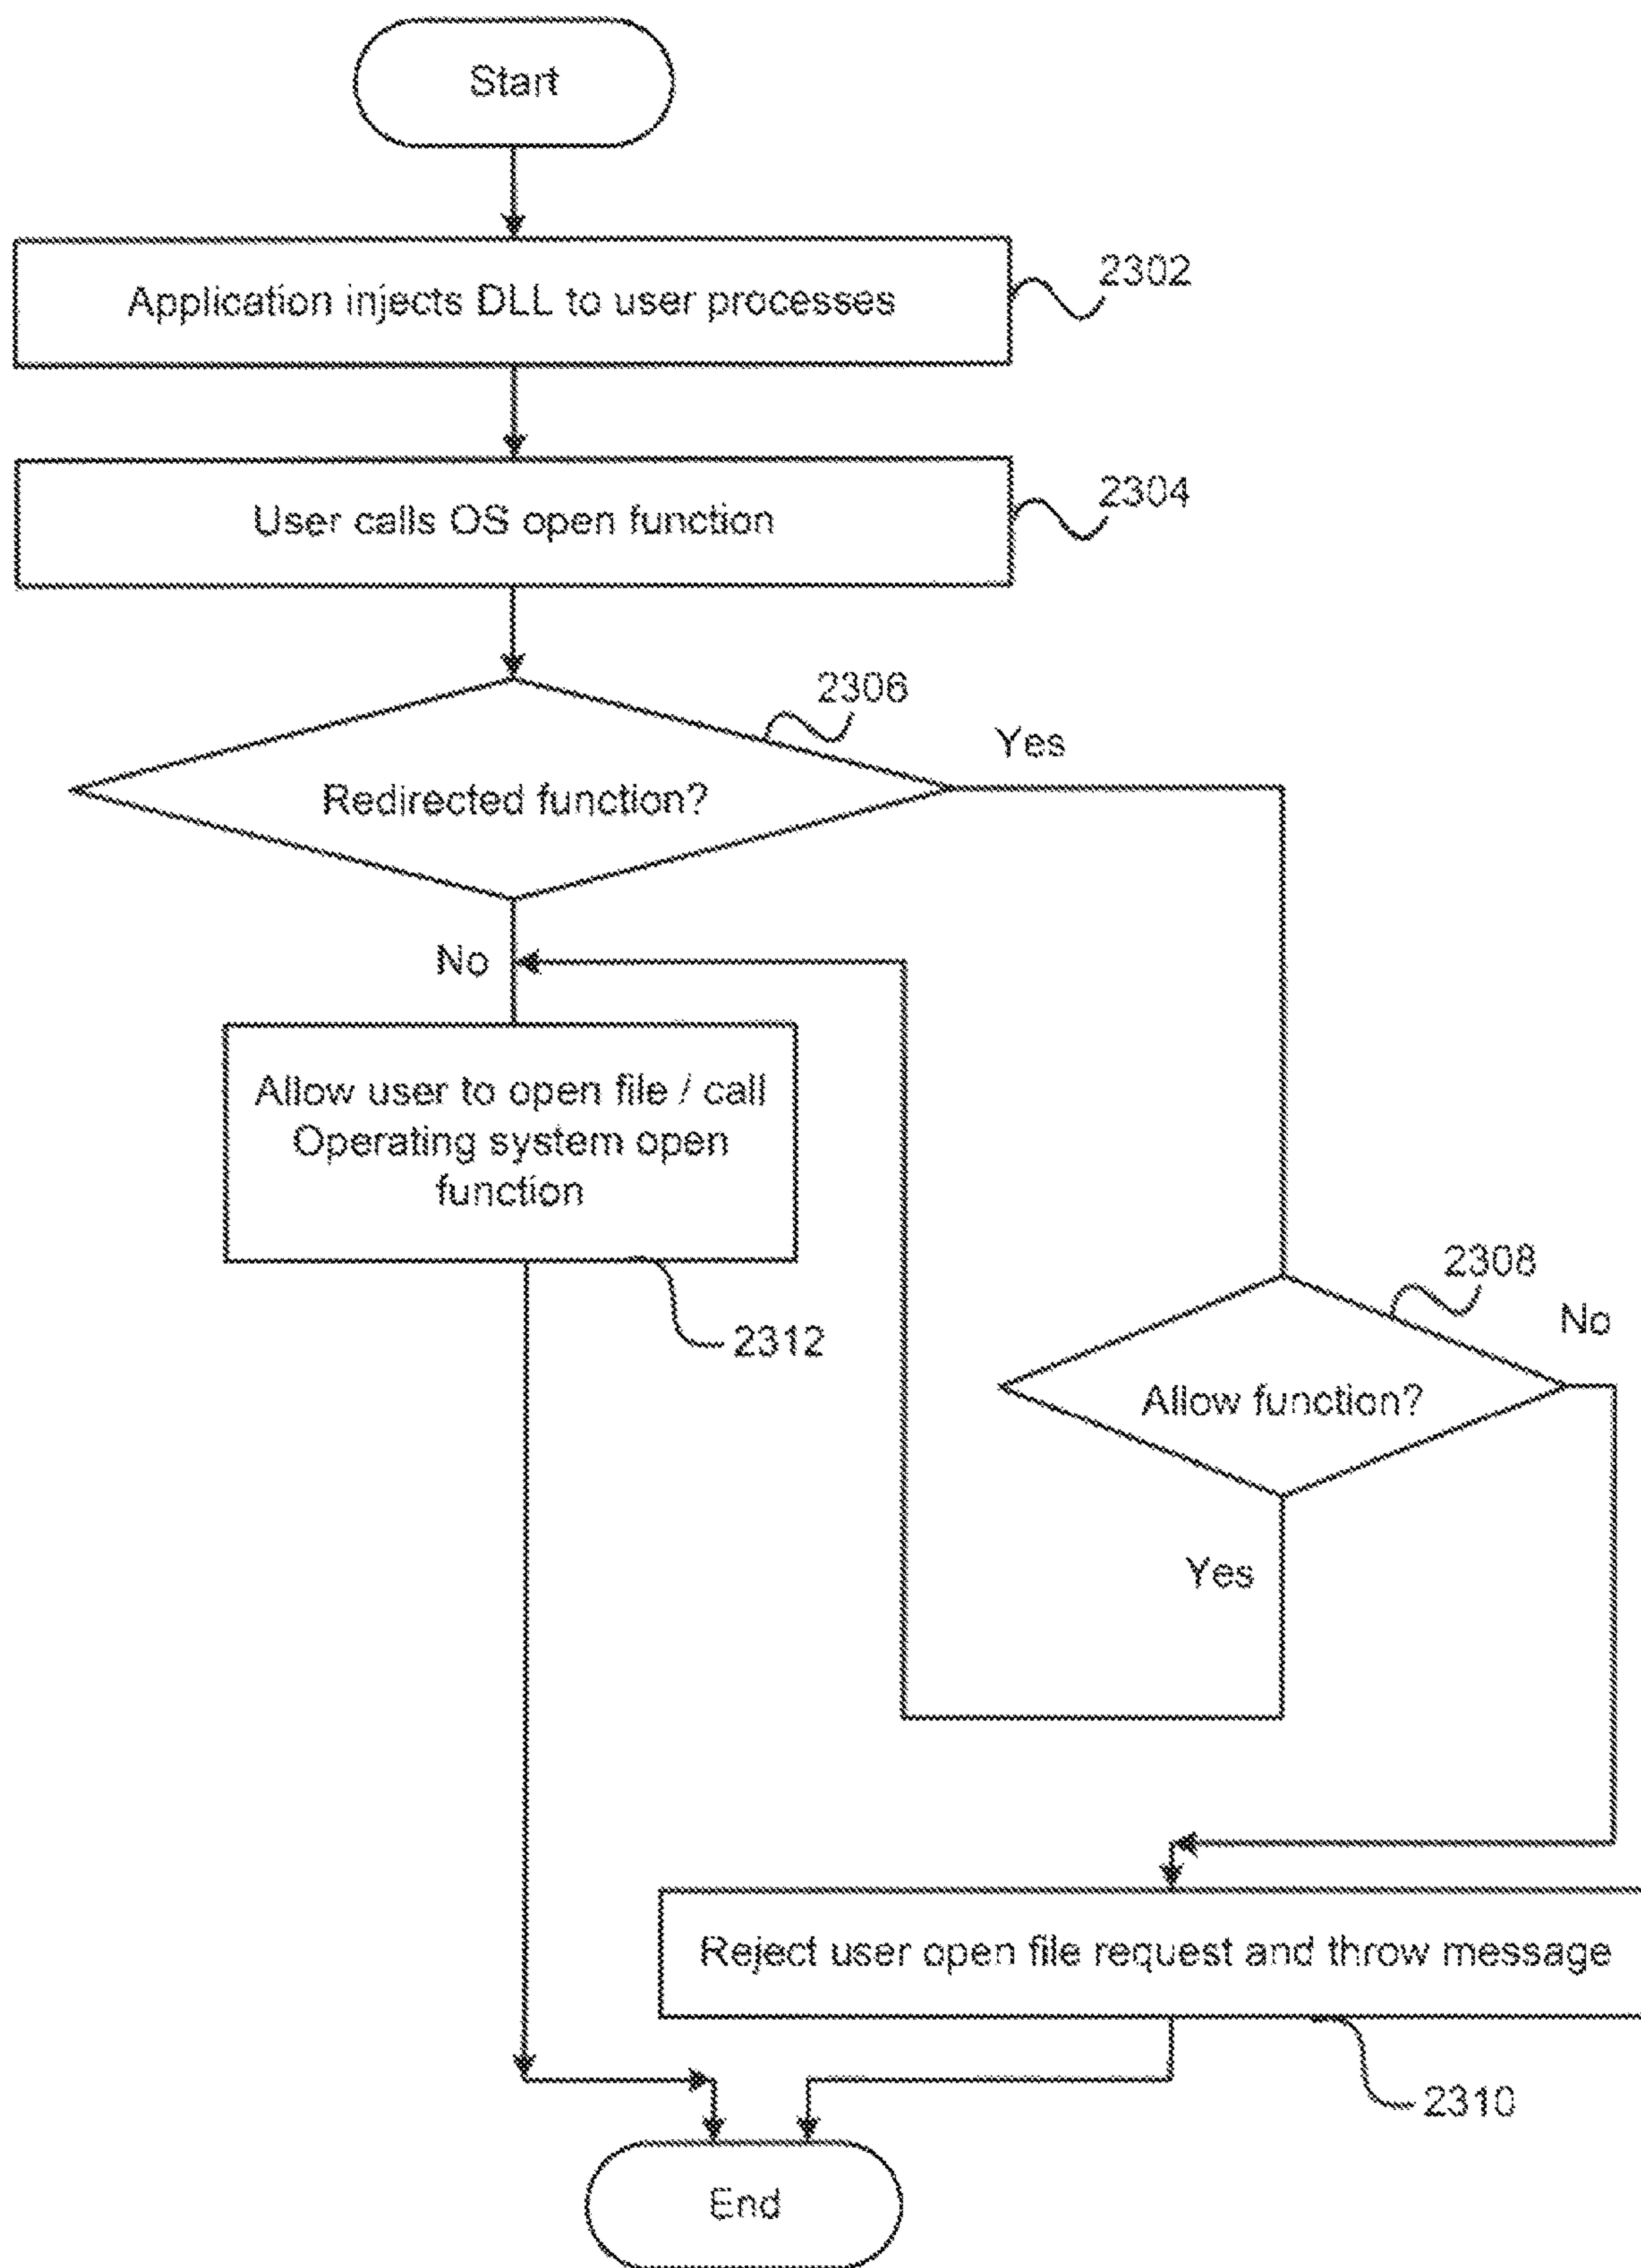 Start
Application injects DLL to user processes
2302
User calls OS open function
2304
2306
Redirected function?
Yes
No
Allow user to open file / call
Operating system open
function
2312
2308
No
Allow function?
Yes
Reject user open file request and throw message
2310
End